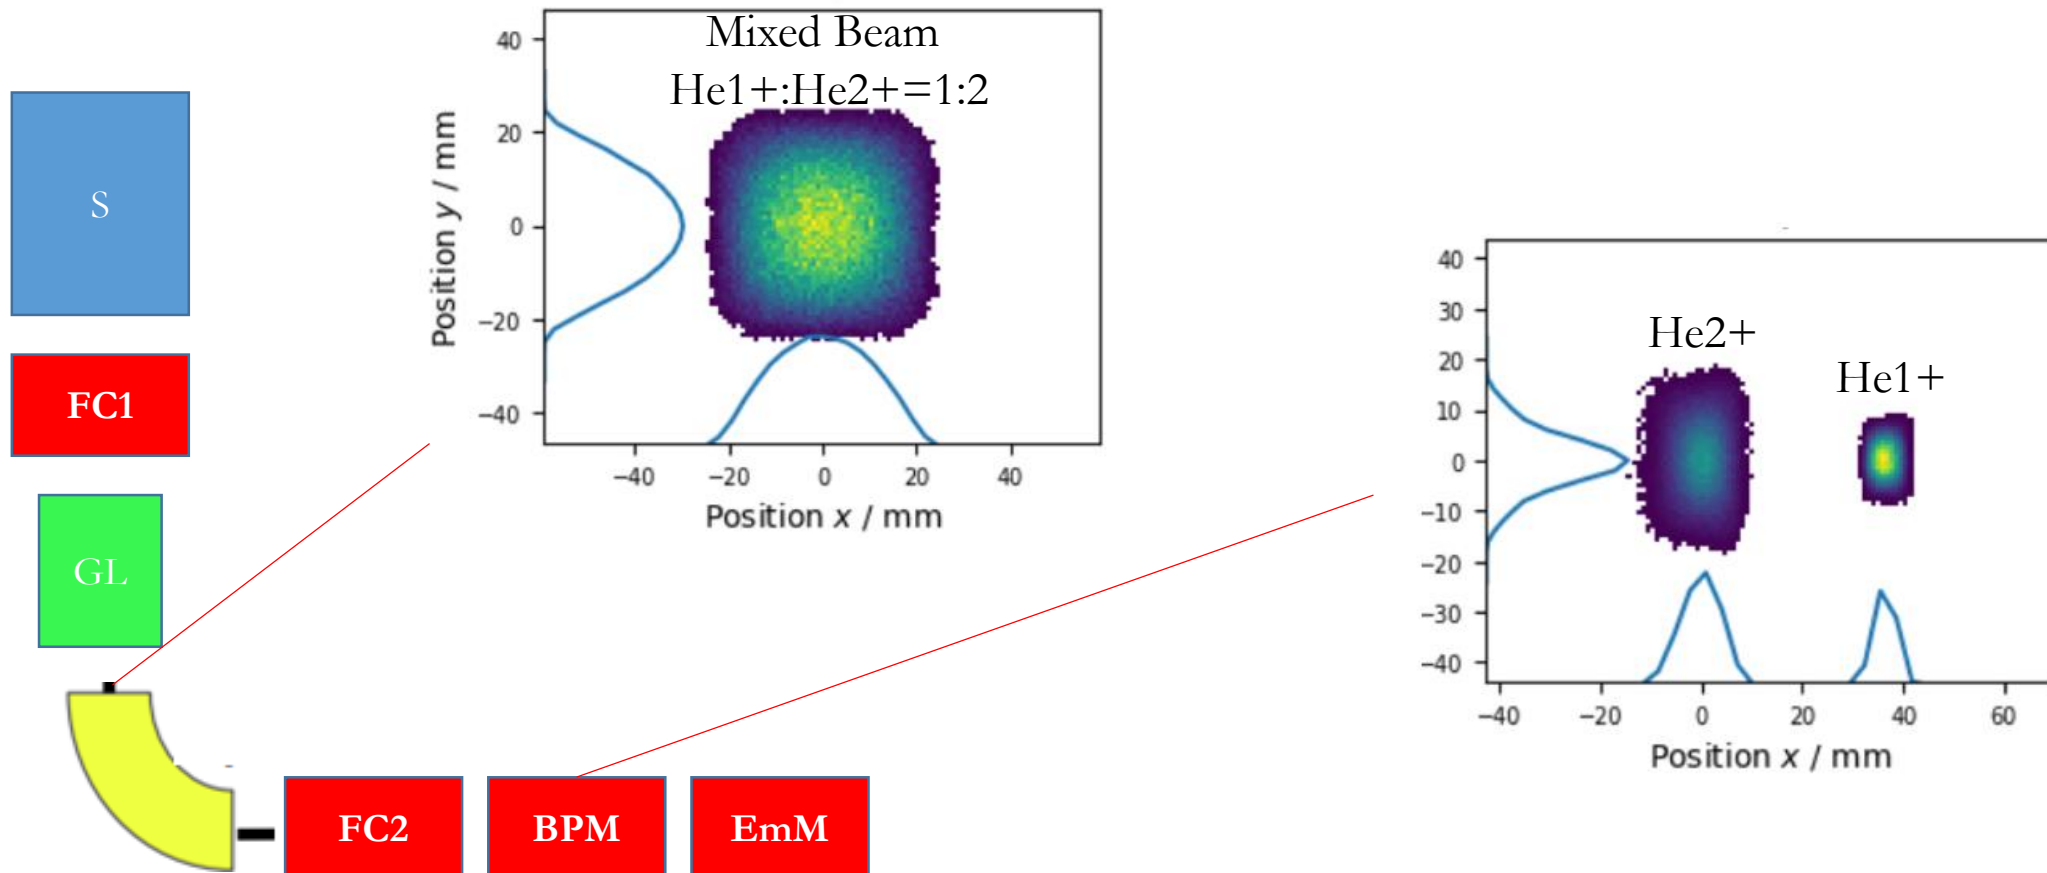 S
FC1
GL
FC2
BPM
EmM
Mixed Beam
He1+:He2+=1:2
40
20
0
−20
−40
Position y / mm
−40
−20
0
20
40
Position x / mm
He2+
He1+
40
30
20
10
0
−10
−20
−30
−40
−40
−20
0
20
40
60
Position x / mm